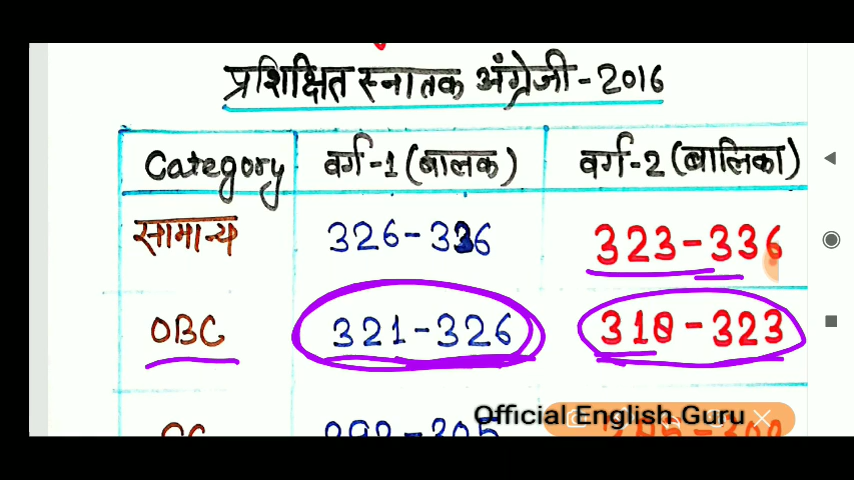 प्रशिक्षित स्नातक अंग्रेजी-2016
Category वर्ग-1 (बालक) वर्ग-2 (बालिका)
सामान्य 326-336 323-336
OBC 321-326 318-323
Official English Guru